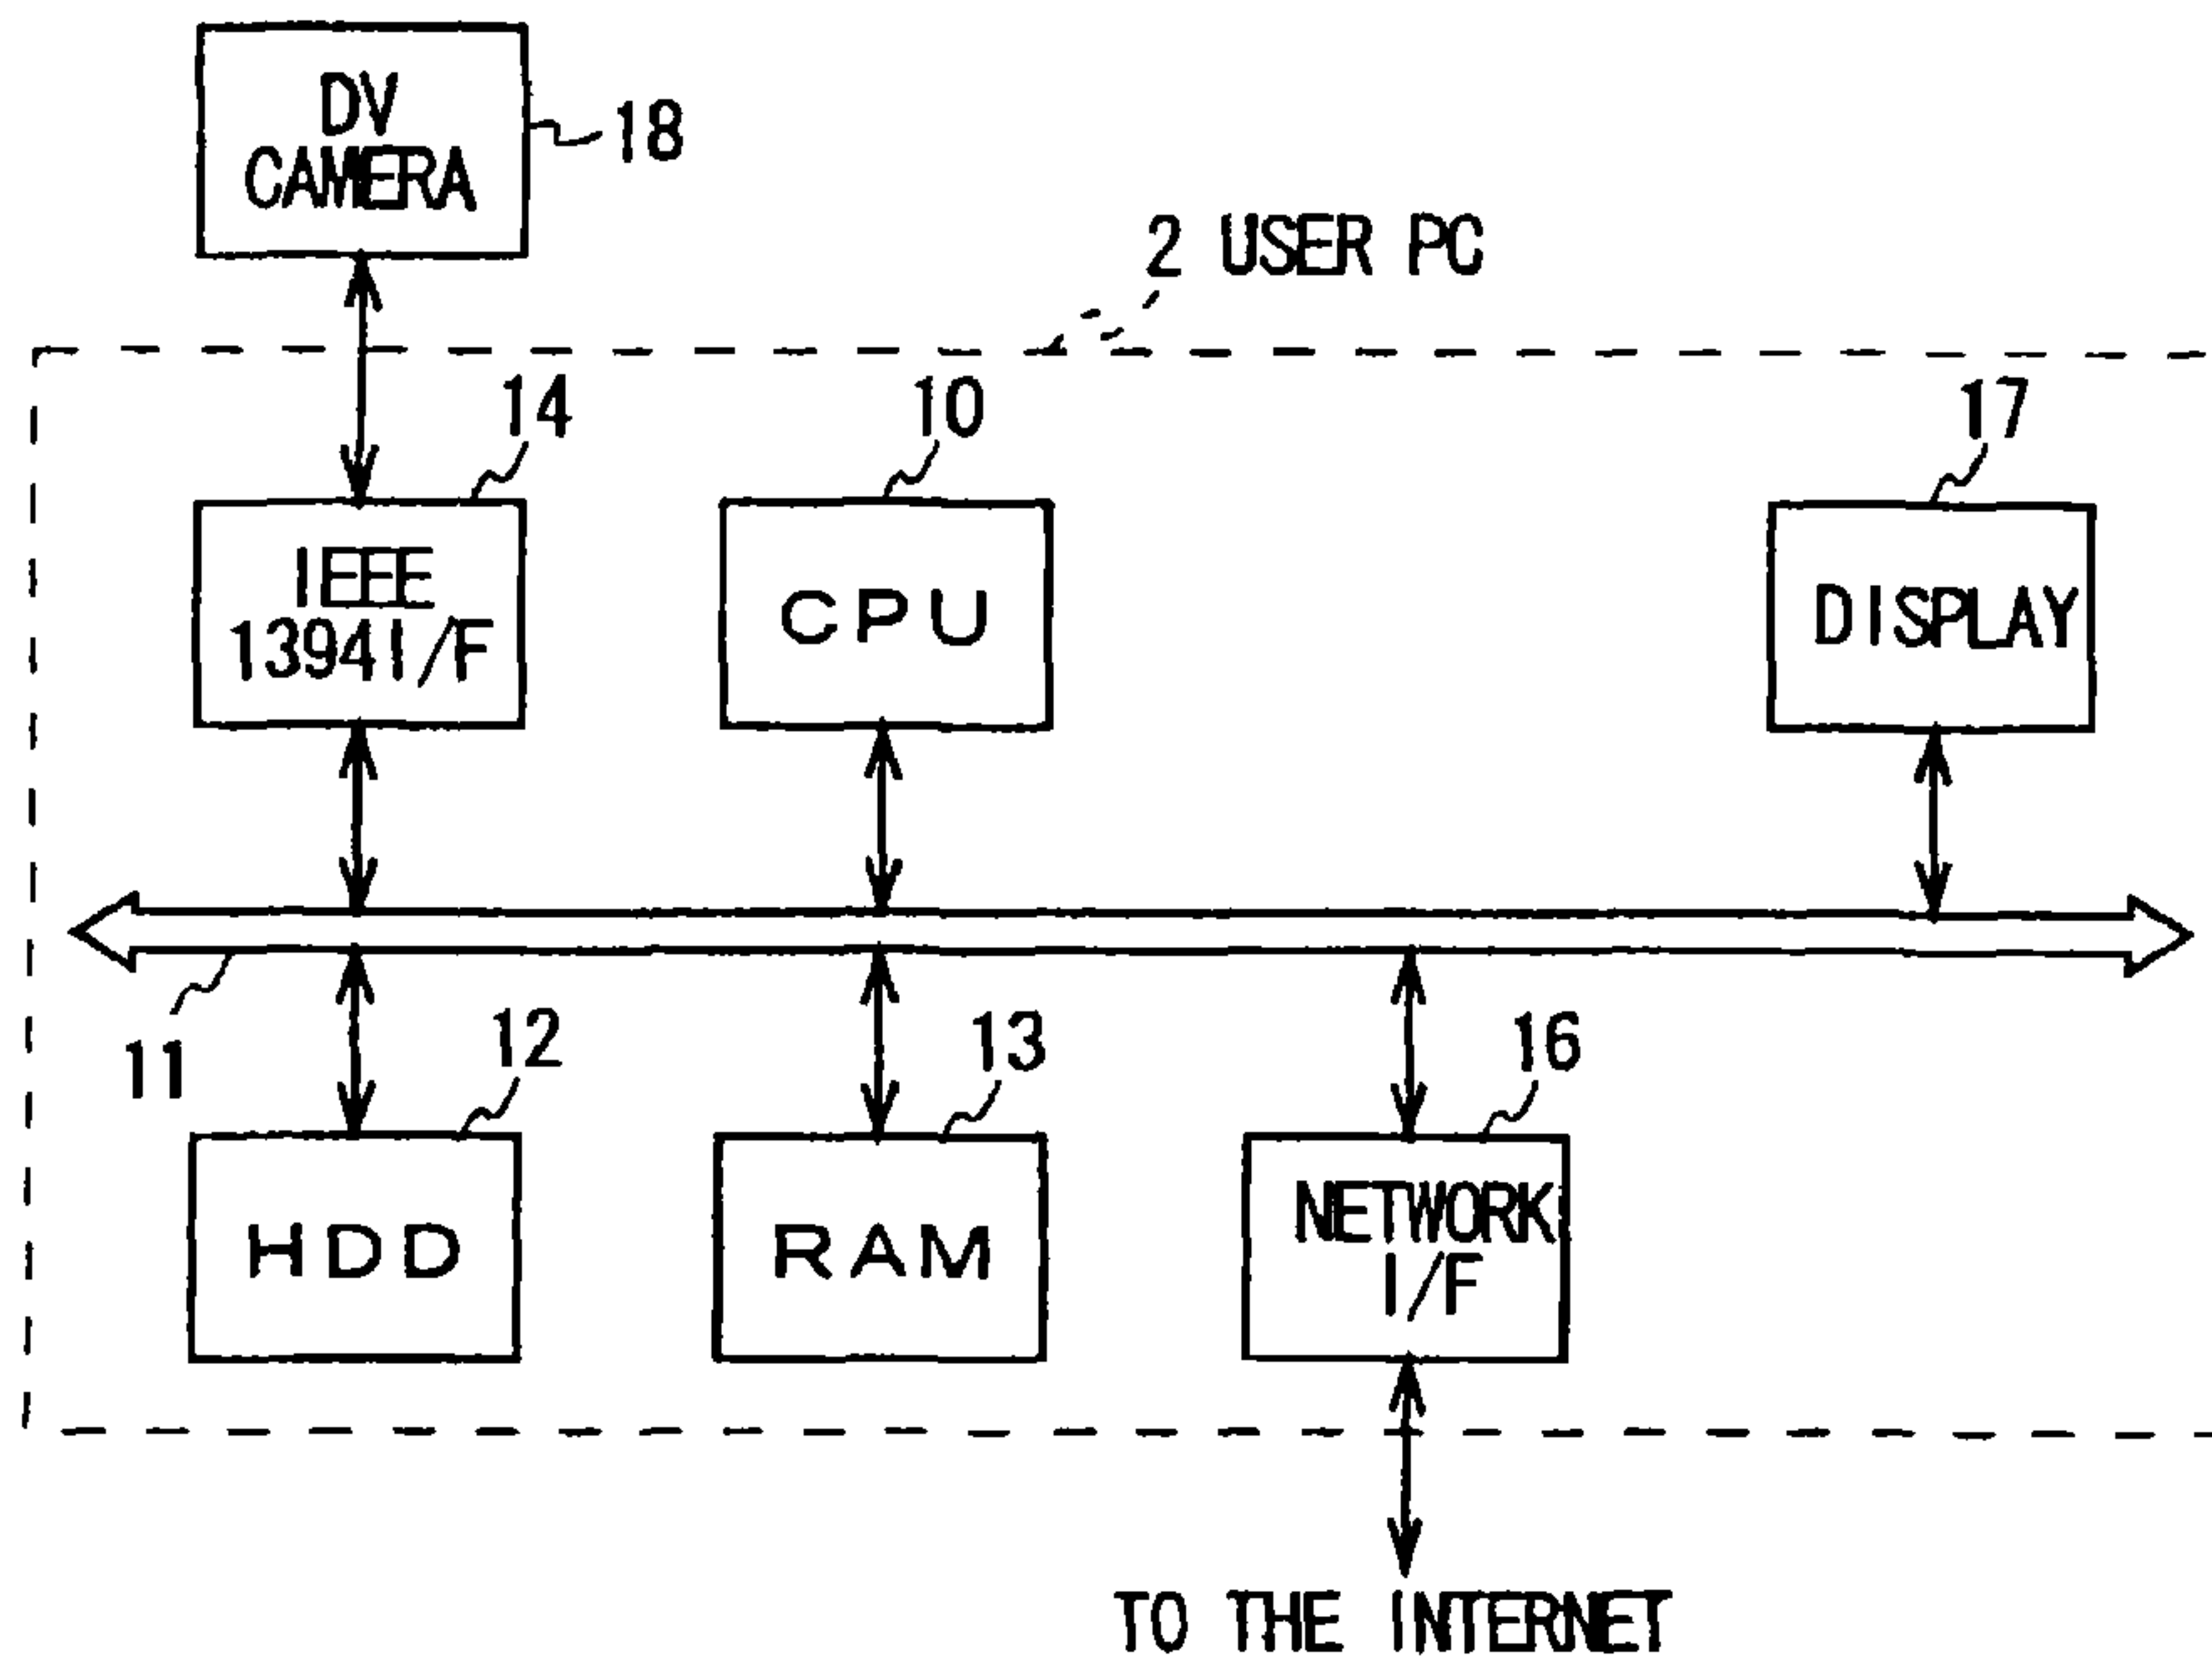 DV
CAMERA
18
2 USER PC
14
10
17
IEEE
1394I/F
CPU
DISPLAY
11
12
13
16
HDD
RAM
NETWORK
I/F
TO THE INTERNET